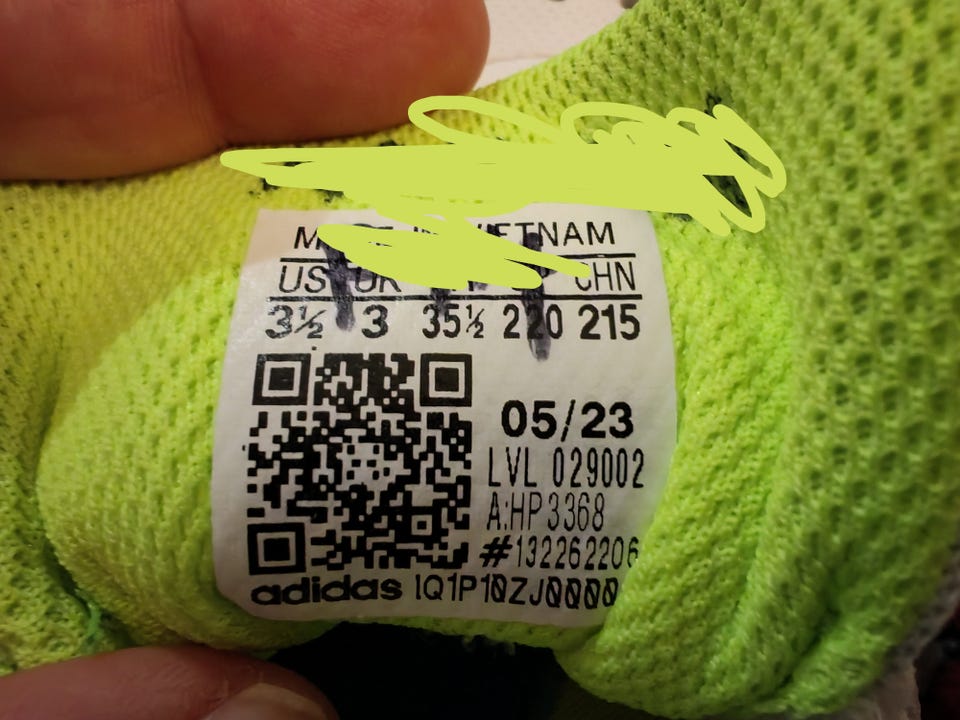 VIETNAM
US UK CHN
3½ 3 35½ 220 215
05/23
LVL 029002
A:HP3368
#132262206
adidas IQ1P10ZJ0000